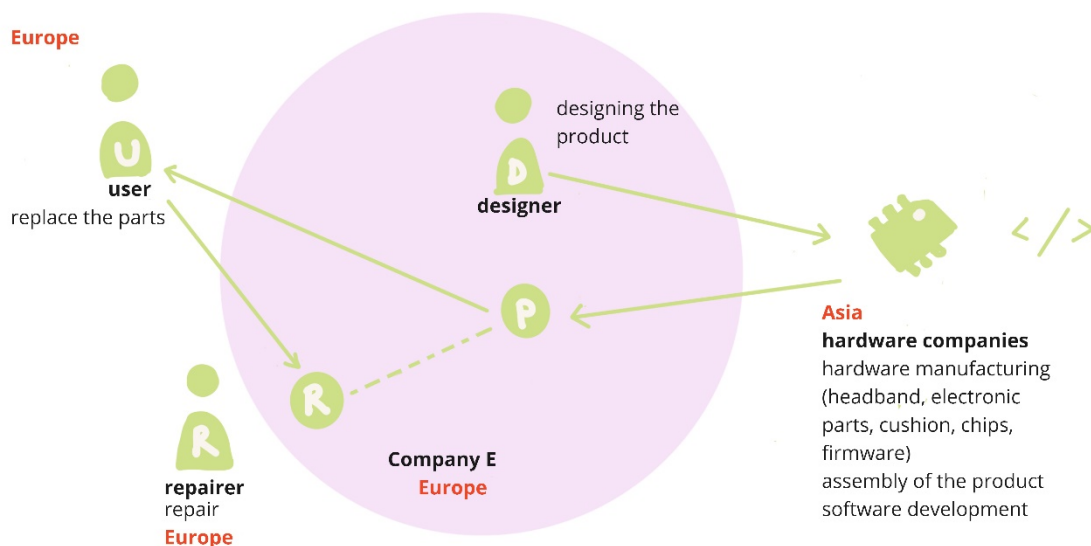 Europe
U
user
replace the parts
D
designing the
product
designer
</>
P
R
R
repairer
repair
Europe
Company E
Europe
Asia
hardware companies
hardware manufacturing
(headband, electronic
parts, cushion, chips,
firmware)
assembly of the product
software development